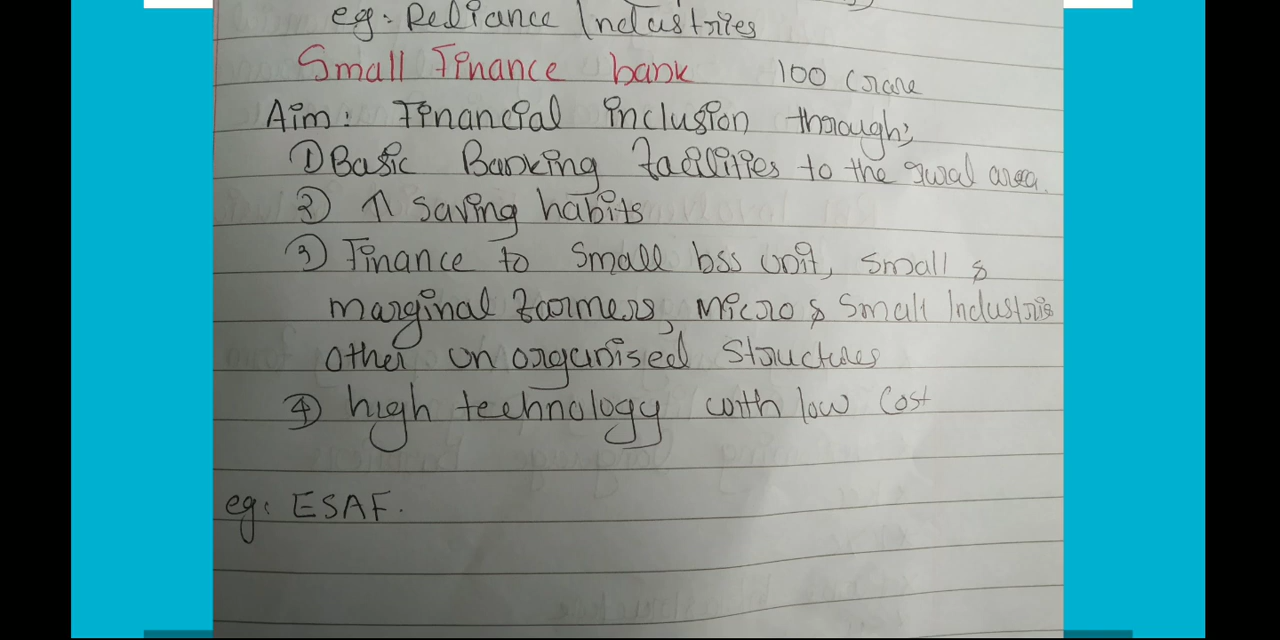 eg: Reliance Industries
Small Finance bank 100 Crore
Aim: Financial inclusion through;
① Basic Banking facilities to the rural area.
② ↑ saving habits
③ Finance to small bss unit, small &
marginal farmers, Micro & Small Industries
other un organised structures
④ high technology with low cost
eg: ESAF.